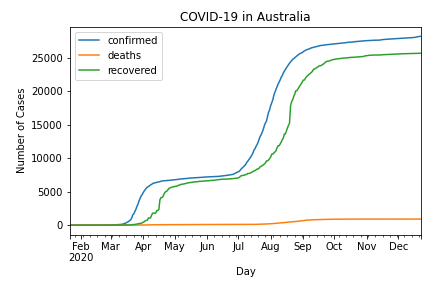 COVID-19 in Australia
confirmed
deaths
recovered
Number of Cases
25000
20000
15000
10000
5000
0
Feb Mar Apr May Jun Jul Aug Sep Oct Nov Dec
2020
Day